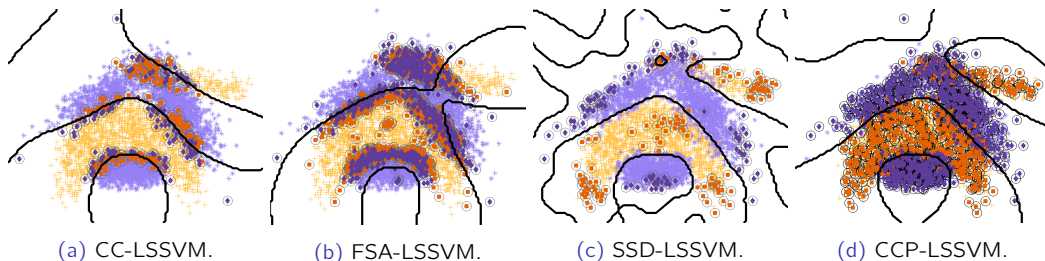 (a) CC-LSSVM.
(b) FSA-LSSVM.
(c) SSD-LSSVM.
(d) CCP-LSSVM.